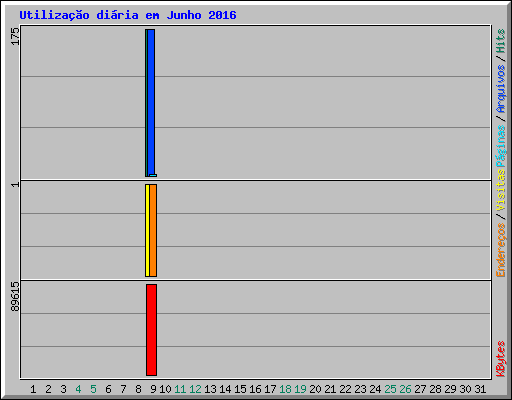 Utilização diária em Junho 2016
175
1
89615
Endereços / Visitas Páginas / Arquivos / Hits
KBytes
1 2 3 4 5 6 7 8 9 10 11 12 13 14 15 16 17 18 19 20 21 22 23 24 25 26 27 28 29 30 31